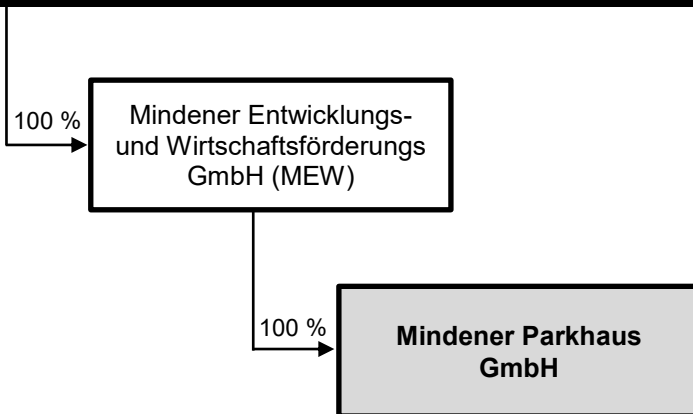 100 %
Mindener Entwicklungs-
und Wirtschaftsförderungs
GmbH (MEW)
100 %
Mindener Parkhaus
GmbH